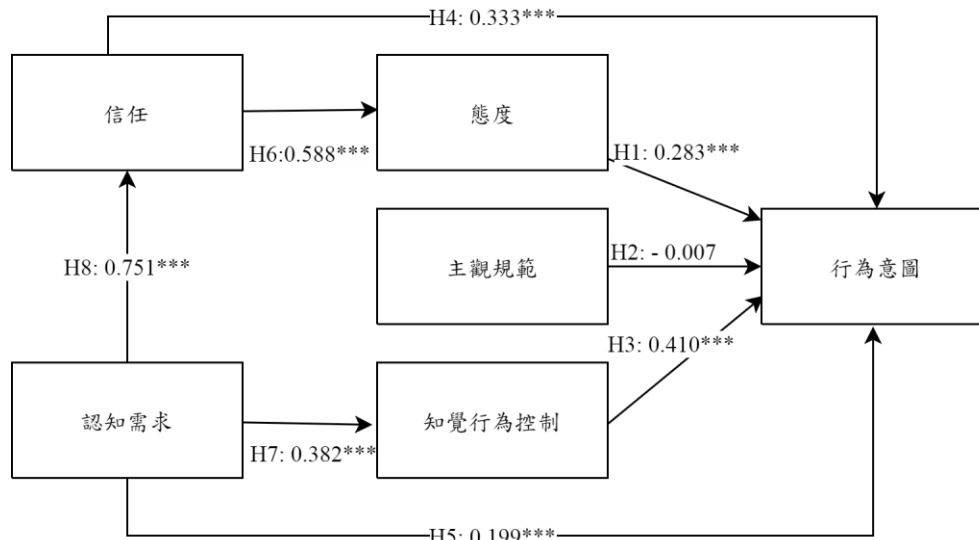 H4: 0.333***
信任
態度
H6:0.588***
H1: 0.283***
H8: 0.751***
主觀規範
H2: - 0.007
行為意圖
H3: 0.410***
認知需求
知覺行為控制
H7: 0.382***
H5: 0.199***